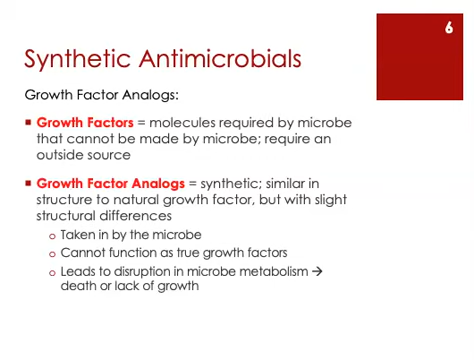 6
Synthetic Antimicrobials
Growth Factor Analogs:
■ Growth Factors = molecules required by microbe
that cannot be made by microbe; require an
outside source
■ Growth Factor Analogs = synthetic; similar in
structure to natural growth factor, but with slight
structural differences
o Taken in by the microbe
o Cannot function as true growth factors
o Leads to disruption in microbe metabolism →
death or lack of growth